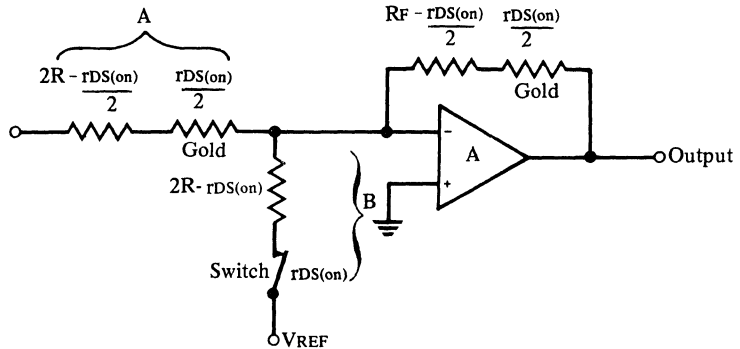 A
2R - rDS(on)
2
rDS(on)
2
Gold
RF - rDS(on)
2
rDS(on)
2
Gold
2R- rDS(on)
B
Switch rDS(on)
VREF
−
A
+
Output